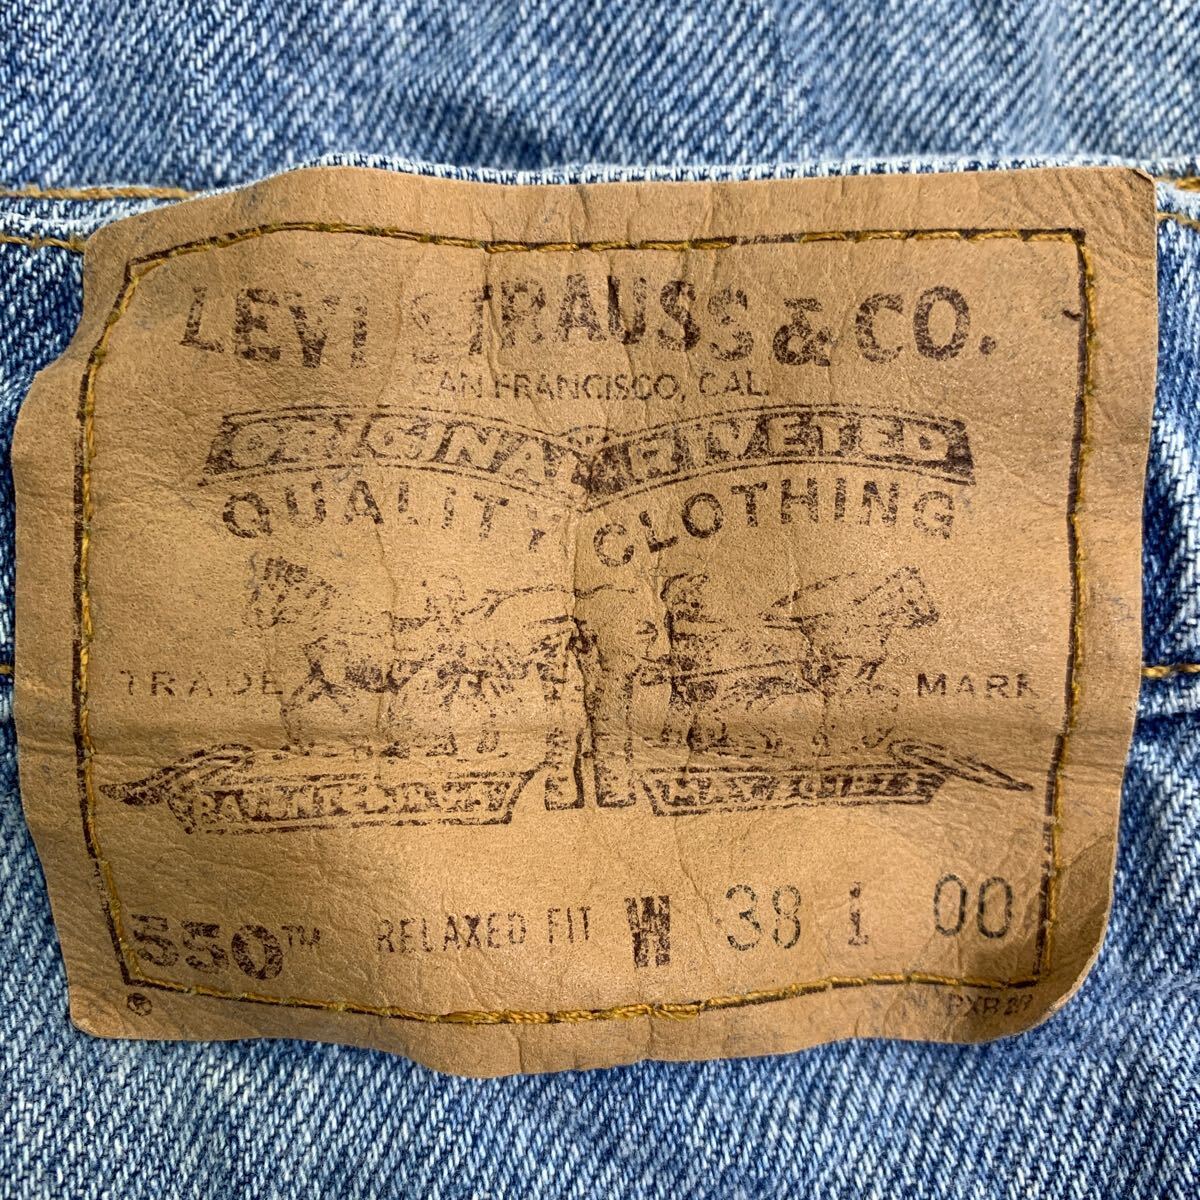 LEVI STRAUSS & CO.
SAN FRANCISCO, CAL.
ORIGINAL RIVETED
QUALITY CLOTHING
TRADE MARK
550™ RELAXED FIT W 38 L 00
®